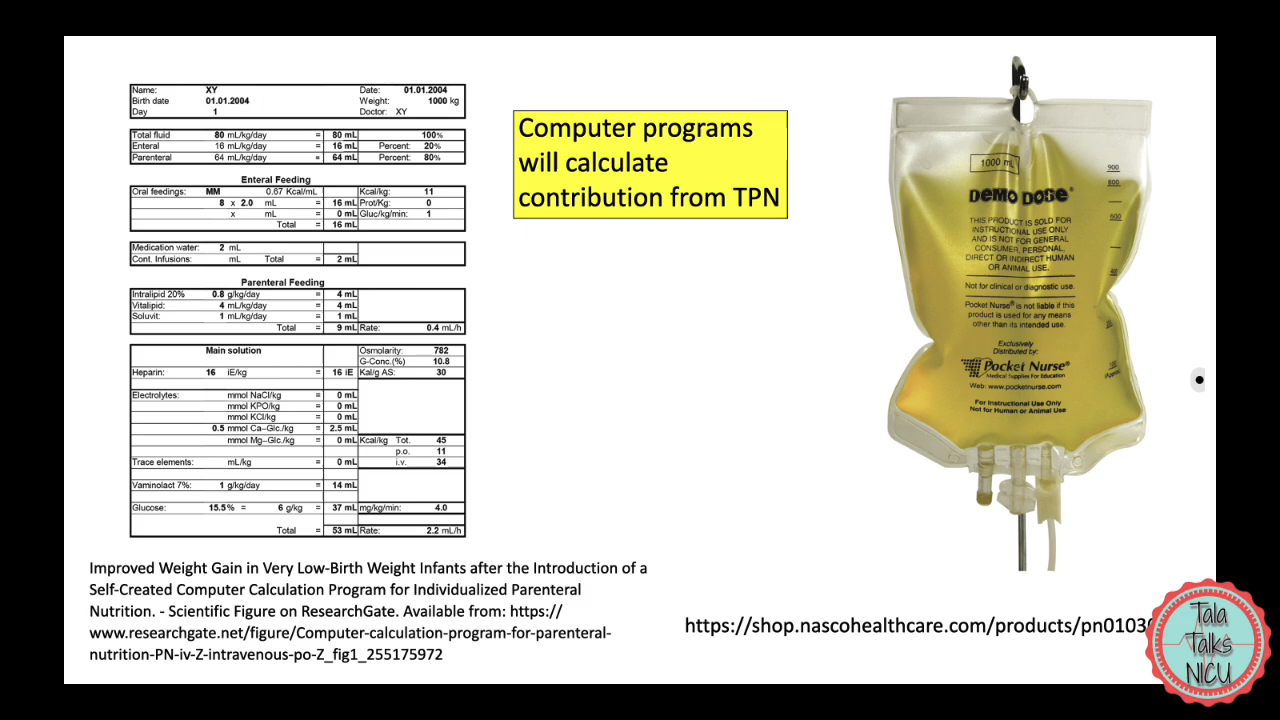 Name: XY Date: 01.01.2004
Birth date 01.01.2004 Weight: 1000 kg
Day 1 Doctor: XY
Total fluid 80 mL/kg/day = 80 mL 100%
Enteral 16 mL/kg/day = 16 mL Percent: 20%
Parenteral 64 mL/kg/day = 64 mL Percent: 80%
Enteral Feeding
Oral feedings: MM 0.67 Kcal/mL Kcal/kg: 11
8 x 2.0 mL = 16 mL Prot/Kg: 0
x mL = 0 mL Gluc/kg/min: 1
Total = 16 mL
Medication water: 2 mL
Cont. Infusions: mL Total = 2 mL
Parenteral Feeding
Intralipid 20% 0.8 g/kg/day = 4 mL
Vitalipid: 4 mL/kg/day = 4 mL
Soluvit: 1 mL/kg/day = 1 mL
Total = 9 mL Rate: 0.4 mL/h
Main solution Osmolarity: 782
G-Conc.(%) 10.8
Heparin: 16 iE/kg = 16 iE Kal/g AS: 30
Electrolytes: mmol NaCl/kg = 0 mL
mmol KPO/kg = 0 mL
mmol KCl/kg = 0 mL
0.5 mmol Ca-Glc./kg = 2.5 mL
mmol Mg-Glc./kg = 0 mL Kcal/kg Tot. 45
p.o. 11
Trace elements: mL/kg = 0 mL i.v. 34
Vaminolact 7%: 1 g/kg/day = 14 mL
Glucose: 15.5% = 6 g/kg = 37 mL mg/kg/min: 4.0
Total = 53 mL Rate: 2.2 mL/h
Computer programs
will calculate
contribution from TPN
1000 mL
900
800
600
DEMO DOSE®
THIS PRODUCT IS SOLD FOR
INSTRUCTIONAL USE ONLY
AND IS NOT FOR GENERAL
CONSUMER, PERSONAL,
DIRECT OR INDIRECT HUMAN
OR ANIMAL USE.
Not for clinical or diagnostic use.
Pocket Nurse® is not liable if this
product is used for any means
other than its intended use.
Exclusively
Distributed by:
Pocket Nurse®
Medical Supplies For Education
Web: www.pocketnurse.com
For Instructional Use Only
Not for Human or Animal Use
Improved Weight Gain in Very Low-Birth Weight Infants after the Introduction of a
Self-Created Computer Calculation Program for Individualized Parenteral
Nutrition. - Scientific Figure on ResearchGate. Available from: https://
www.researchgate.net/figure/Computer-calculation-program-for-parenteral-
nutrition-PN-iv-Z-intravenous-po-Z_fig1_255175972
https://shop.nascohealthcare.com/products/pn0103
Tala
Talks
NICU